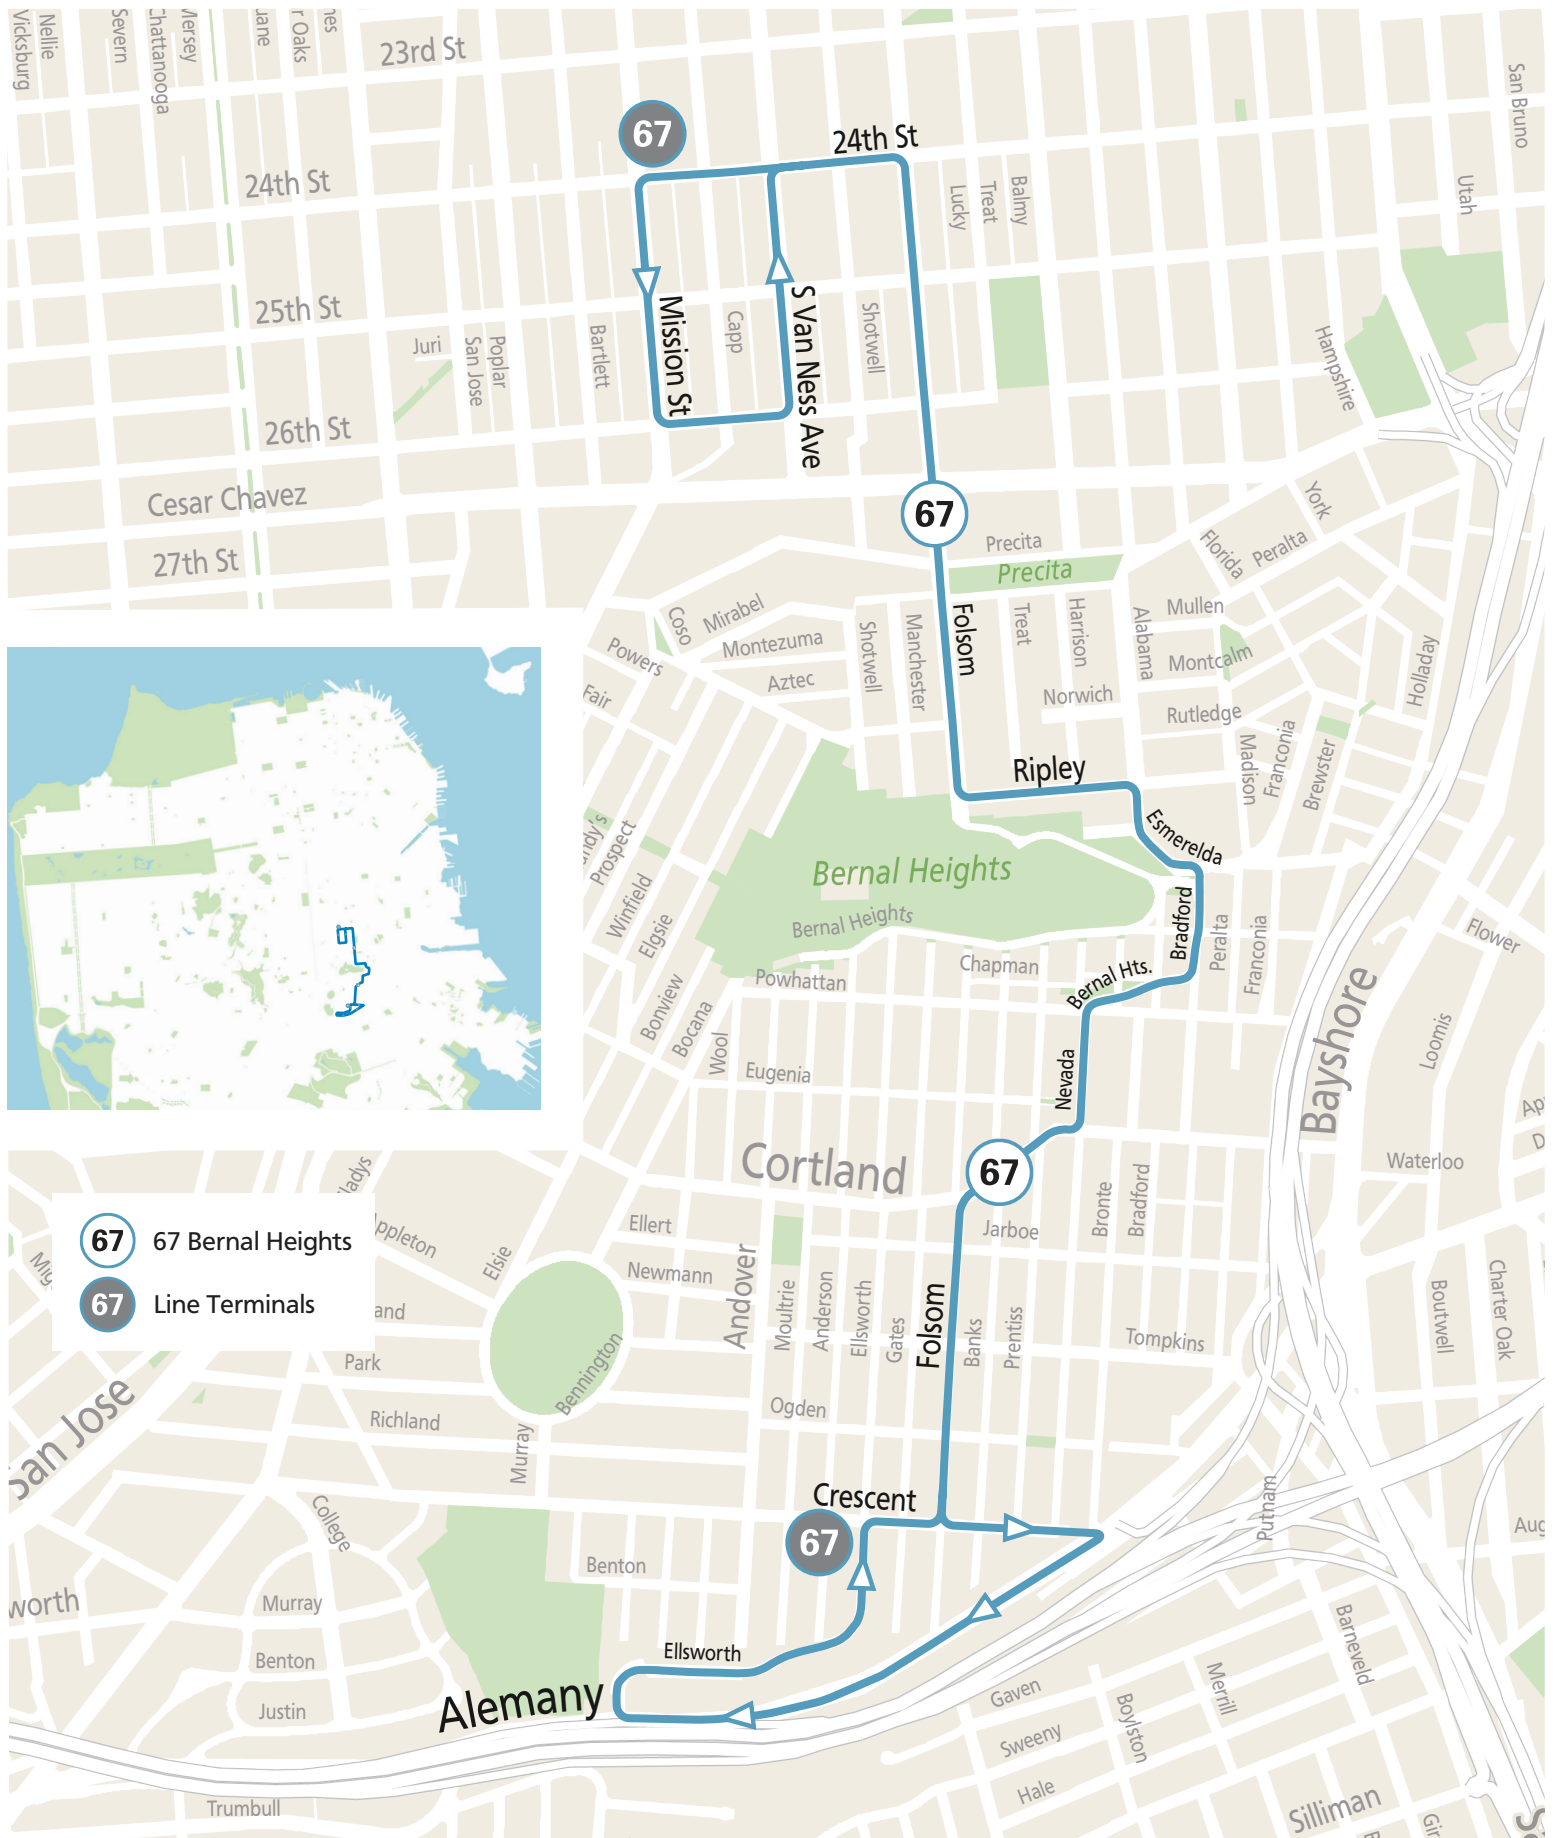 Vicksburg
Nellie
Severn
Chattanooga
Mersey
23rd St
San Bruno
67
24th St
24th St
Lucky
Treat
Balmy
Utah
25th St
Juri
San Jose
Poplar
Bartlett
Mission St
Capp
S Van Ness Ave
Shotwell
Hampshire
26th St
Cesar Chavez
67
York
27th St
Precita
Precita
Florida
Peralta
Coso
Mirabel
Montezuma
Powers
Aztec
Fair
Shotwell
Manchester
Folsom
Treat
Harrison
Norwich
Alabama
Mullen
Montcalm
Rutledge
Holladay
Madison
Franconia
Brewster
Ripley
Esmerelda
Prospect
Winfield
Elgsie
Bernal Heights
Bernal Heights
Bradford
Peralta
Franconia
Flower
Powhattan
Chapman
Bernal Hts.
Bonview
Bocana
Wool
Eugenia
Nevada
Bayshore
Loomis
Cortland
67
Waterloo
67
67 Bernal Heights
67
Line Terminals
Elsie
Ellert
Newmann
Andover
Moultrie
Anderson
Ellsworth
Gates
Folsom
Banks
Prentiss
Jarboe
Bronte
Bradford
Tompkins
Boutwell
Charter Oak
Park
Richland
Bennington
Murray
Ogden
San Jose
College
Crescent
67
Putnam
Benton
Murray
Benton
Justin
Ellsworth
Alemany
Gaven
Sweeny
Hale
Boylston
Merrill
Barneveld
Silliman
Trumbull